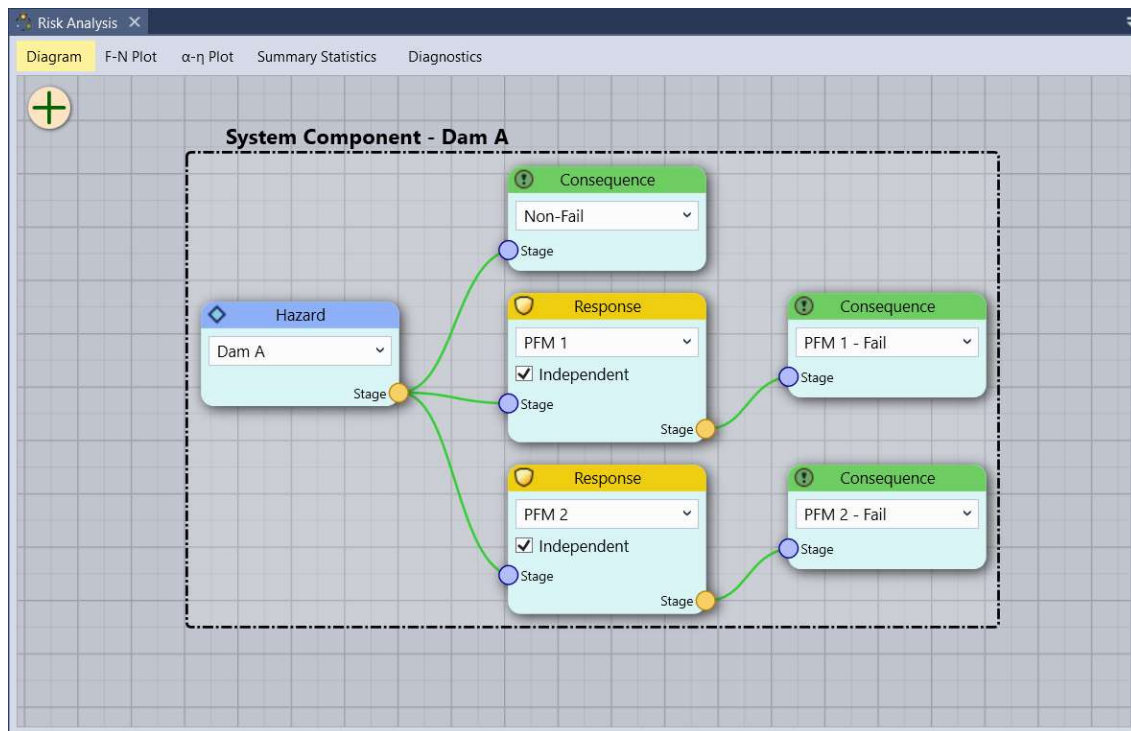 Risk Analysis
Diagram F-N Plot α-η Plot Summary Statistics Diagnostics
System Component - Dam A
Consequence
Non-Fail
Stage
Hazard
Dam A
Stage
Response
PFM 1
Independent
Stage
Stage
Consequence
PFM 1 - Fail
Stage
Response
PFM 2
Independent
Stage
Stage
Consequence
PFM 2 - Fail
Stage